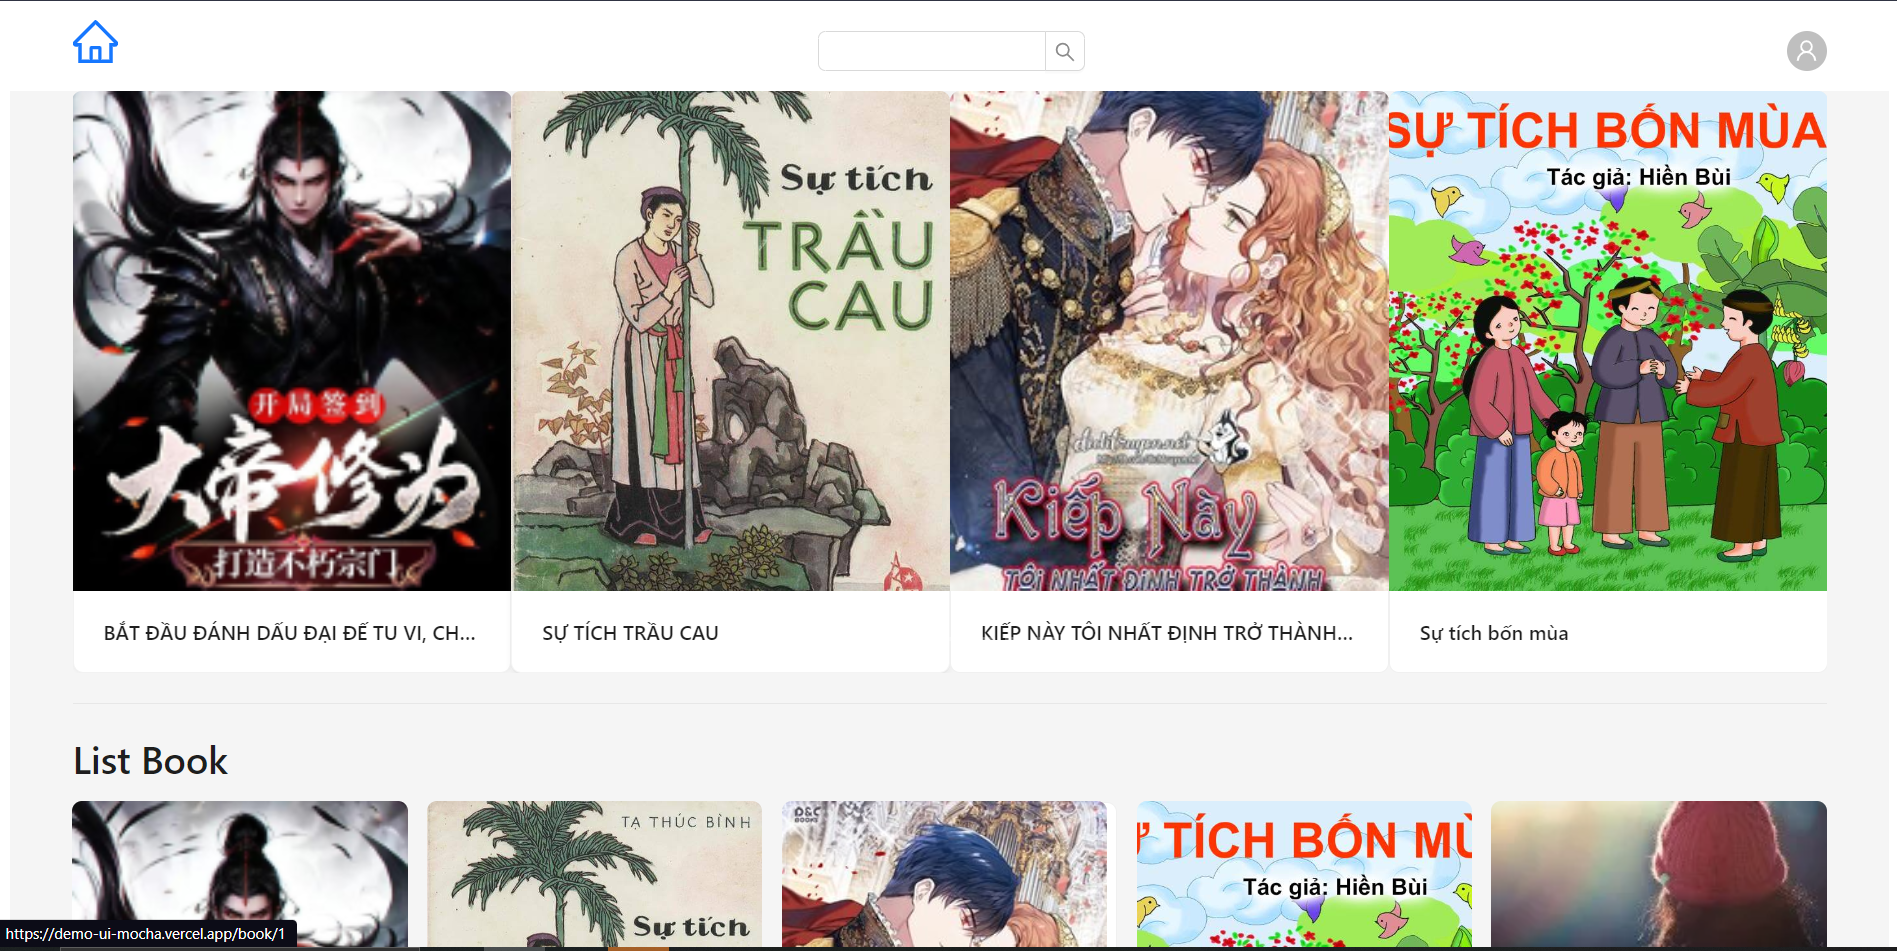 开局签到
大帝修为
打造不朽宗门
Sự tích
TRẦU
CAU
Kiếp Này
TÔI NHẤT ĐỊNH TRỞ THÀNH
SỰ TÍCH BỐN MÙA
Tác giả: Hiền Bùi
BẮT ĐẦU ĐÁNH DẤU ĐẠI ĐẾ TU VI, CH...
SỰ TÍCH TRẦU CAU
KIẾP NÀY TÔI NHẤT ĐỊNH TRỞ THÀNH...
Sự tích bốn mùa
List Book
TẠ THÚC BÌNH
Sự tích
D&C
BOOKS
Ự TÍCH BỐN MÙ
Tác giả: Hiền Bùi
https://demo-ui-mocha.vercel.app/book/1